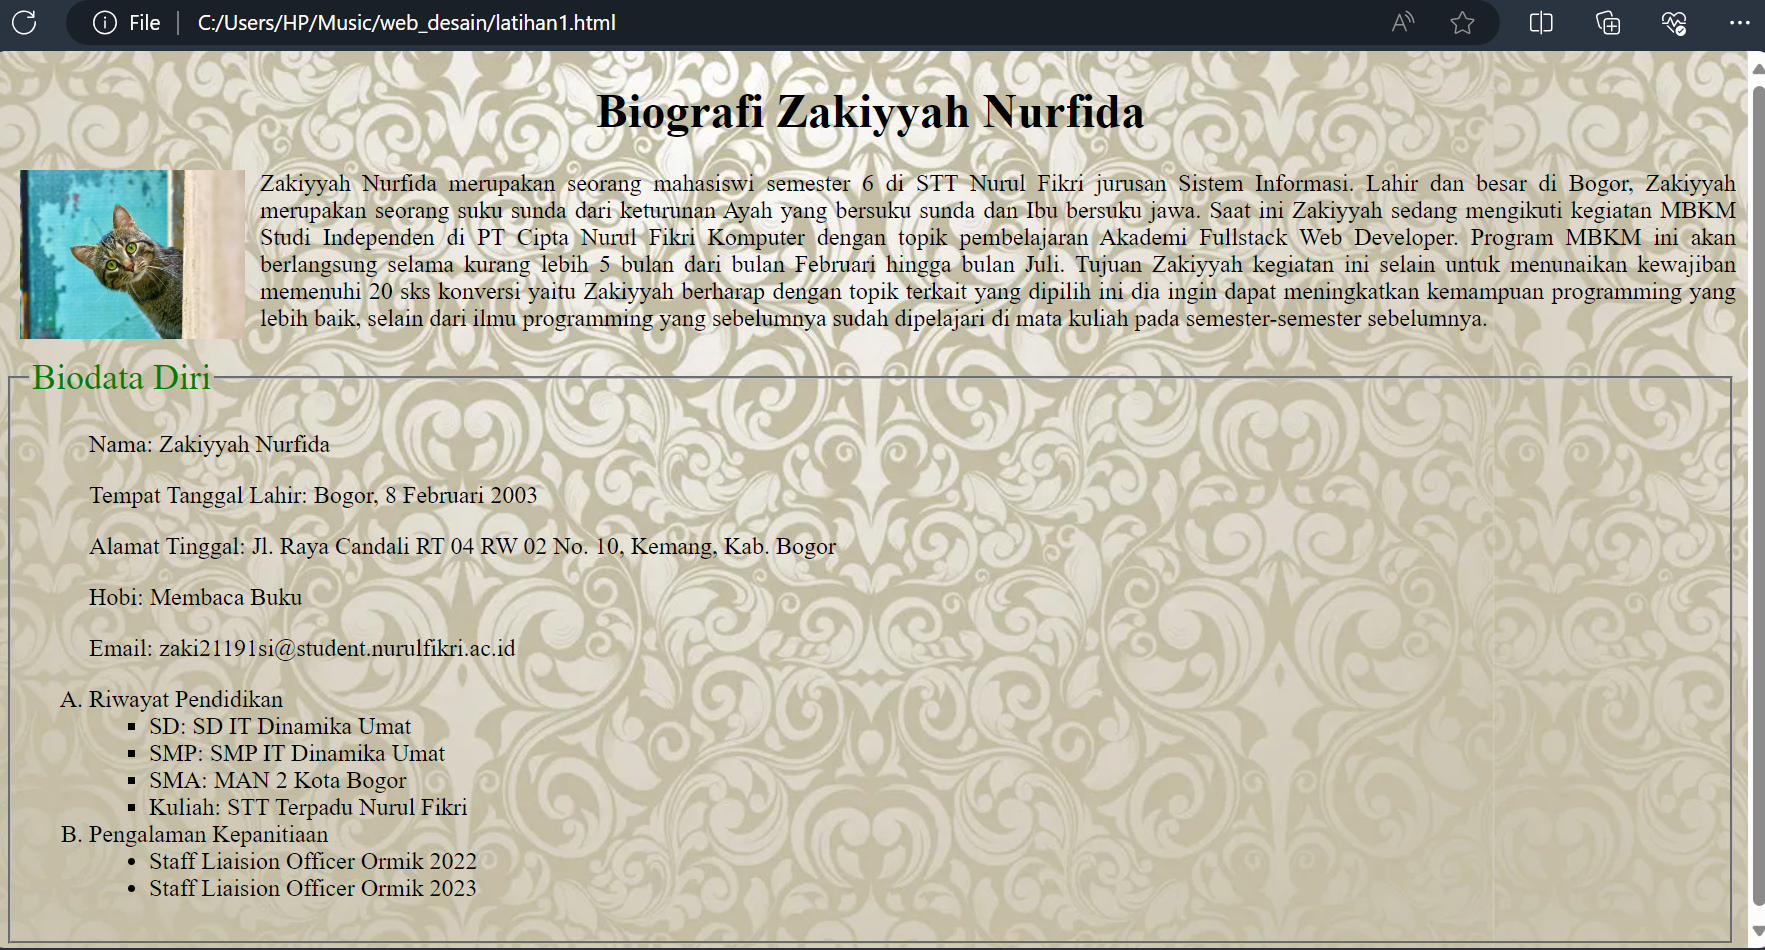 File C:/Users/HP/Music/web_desain/latihan1.html
Biografi Zakiyyah Nurfida
Zakiyyah Nurfida merupakan seorang mahasiswi semester 6 di STT Nurul Fikri jurusan Sistem Informasi. Lahir dan besar di Bogor, Zakiyyah
merupakan seorang suku sunda dari keturunan Ayah yang bersuku sunda dan Ibu bersuku jawa. Saat ini Zakiyyah sedang mengikuti kegiatan MBKM
Studi Independen di PT Cipta Nurul Fikri Komputer dengan topik pembelajaran Akademi Fullstack Web Developer. Program MBKM ini akan
berlangsung selama kurang lebih 5 bulan dari bulan Februari hingga bulan Juli. Tujuan Zakiyyah kegiatan ini selain untuk menunaikan kewajiban
memenuhi 20 sks konversi yaitu Zakiyyah berharap dengan topik terkait yang dipilih ini dia ingin dapat meningkatkan kemampuan programming yang
lebih baik, selain dari ilmu programming yang sebelumnya sudah dipelajari di mata kuliah pada semester-semester sebelumnya.
Biodata Diri
Nama: Zakiyyah Nurfida
Tempat Tanggal Lahir: Bogor, 8 Februari 2003
Alamat Tinggal: Jl. Raya Candali RT 04 RW 02 No. 10, Kemang, Kab. Bogor
Hobi: Membaca Buku
Email: zaki21191si@student.nurulfikri.ac.id
A. Riwayat Pendidikan
▪ SD: SD IT Dinamika Umat
▪ SMP: SMP IT Dinamika Umat
▪ SMA: MAN 2 Kota Bogor
▪ Kuliah: STT Terpadu Nurul Fikri
B. Pengalaman Kepanitiaan
• Staff Liaision Officer Ormik 2022
• Staff Liaision Officer Ormik 2023